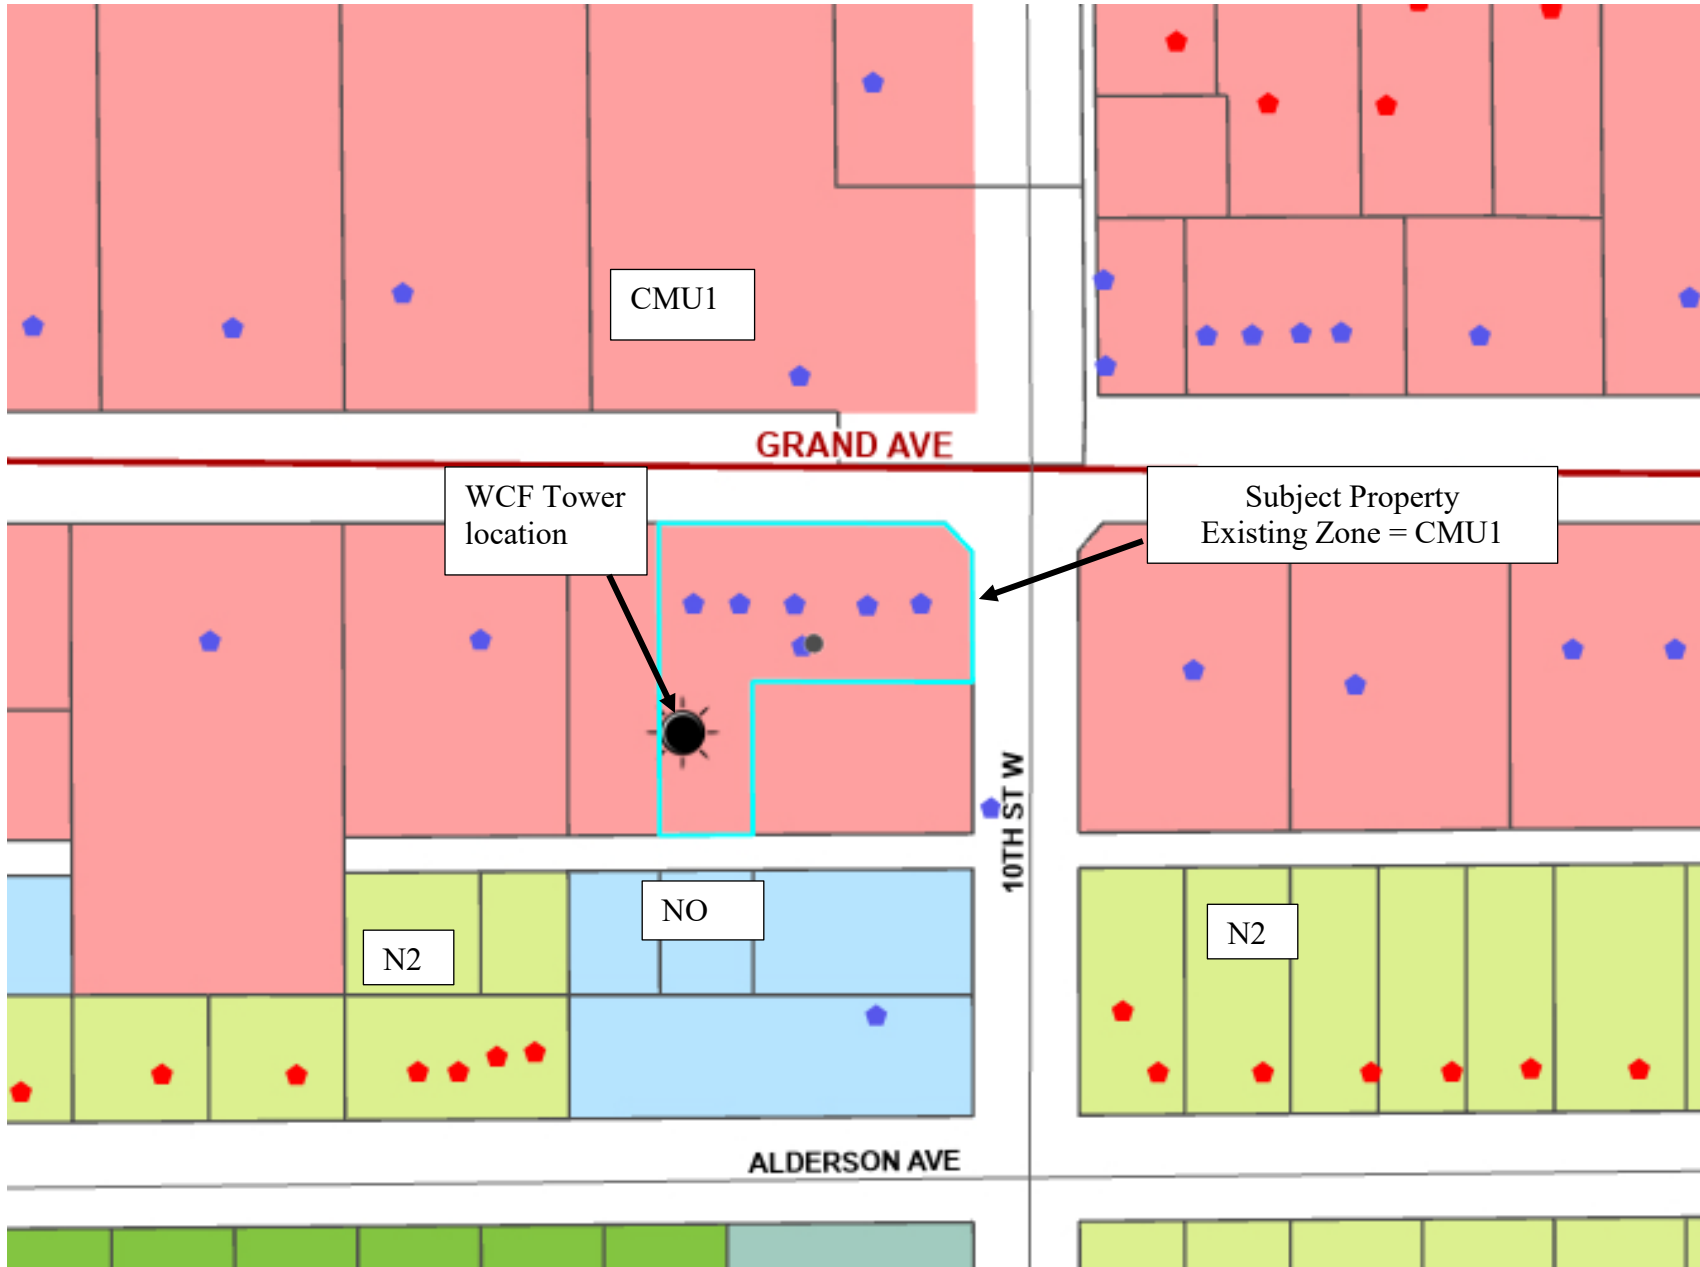 CMU1
GRAND AVE
WCF Tower
location
Subject Property
Existing Zone = CMU1
10TH ST W
NO
N2
N2
ALDERSON AVE